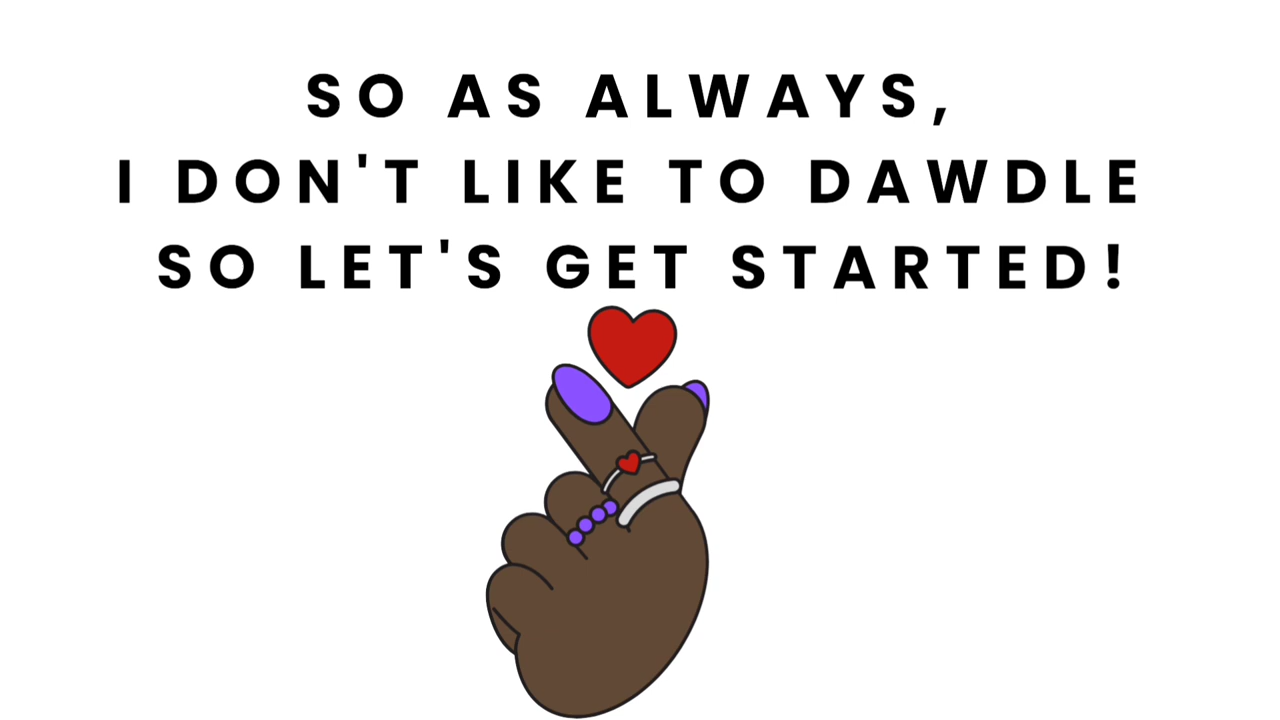 SO AS ALWAYS,
I DON'T LIKE TO DAWDLE
SO LET'S GET STARTED!